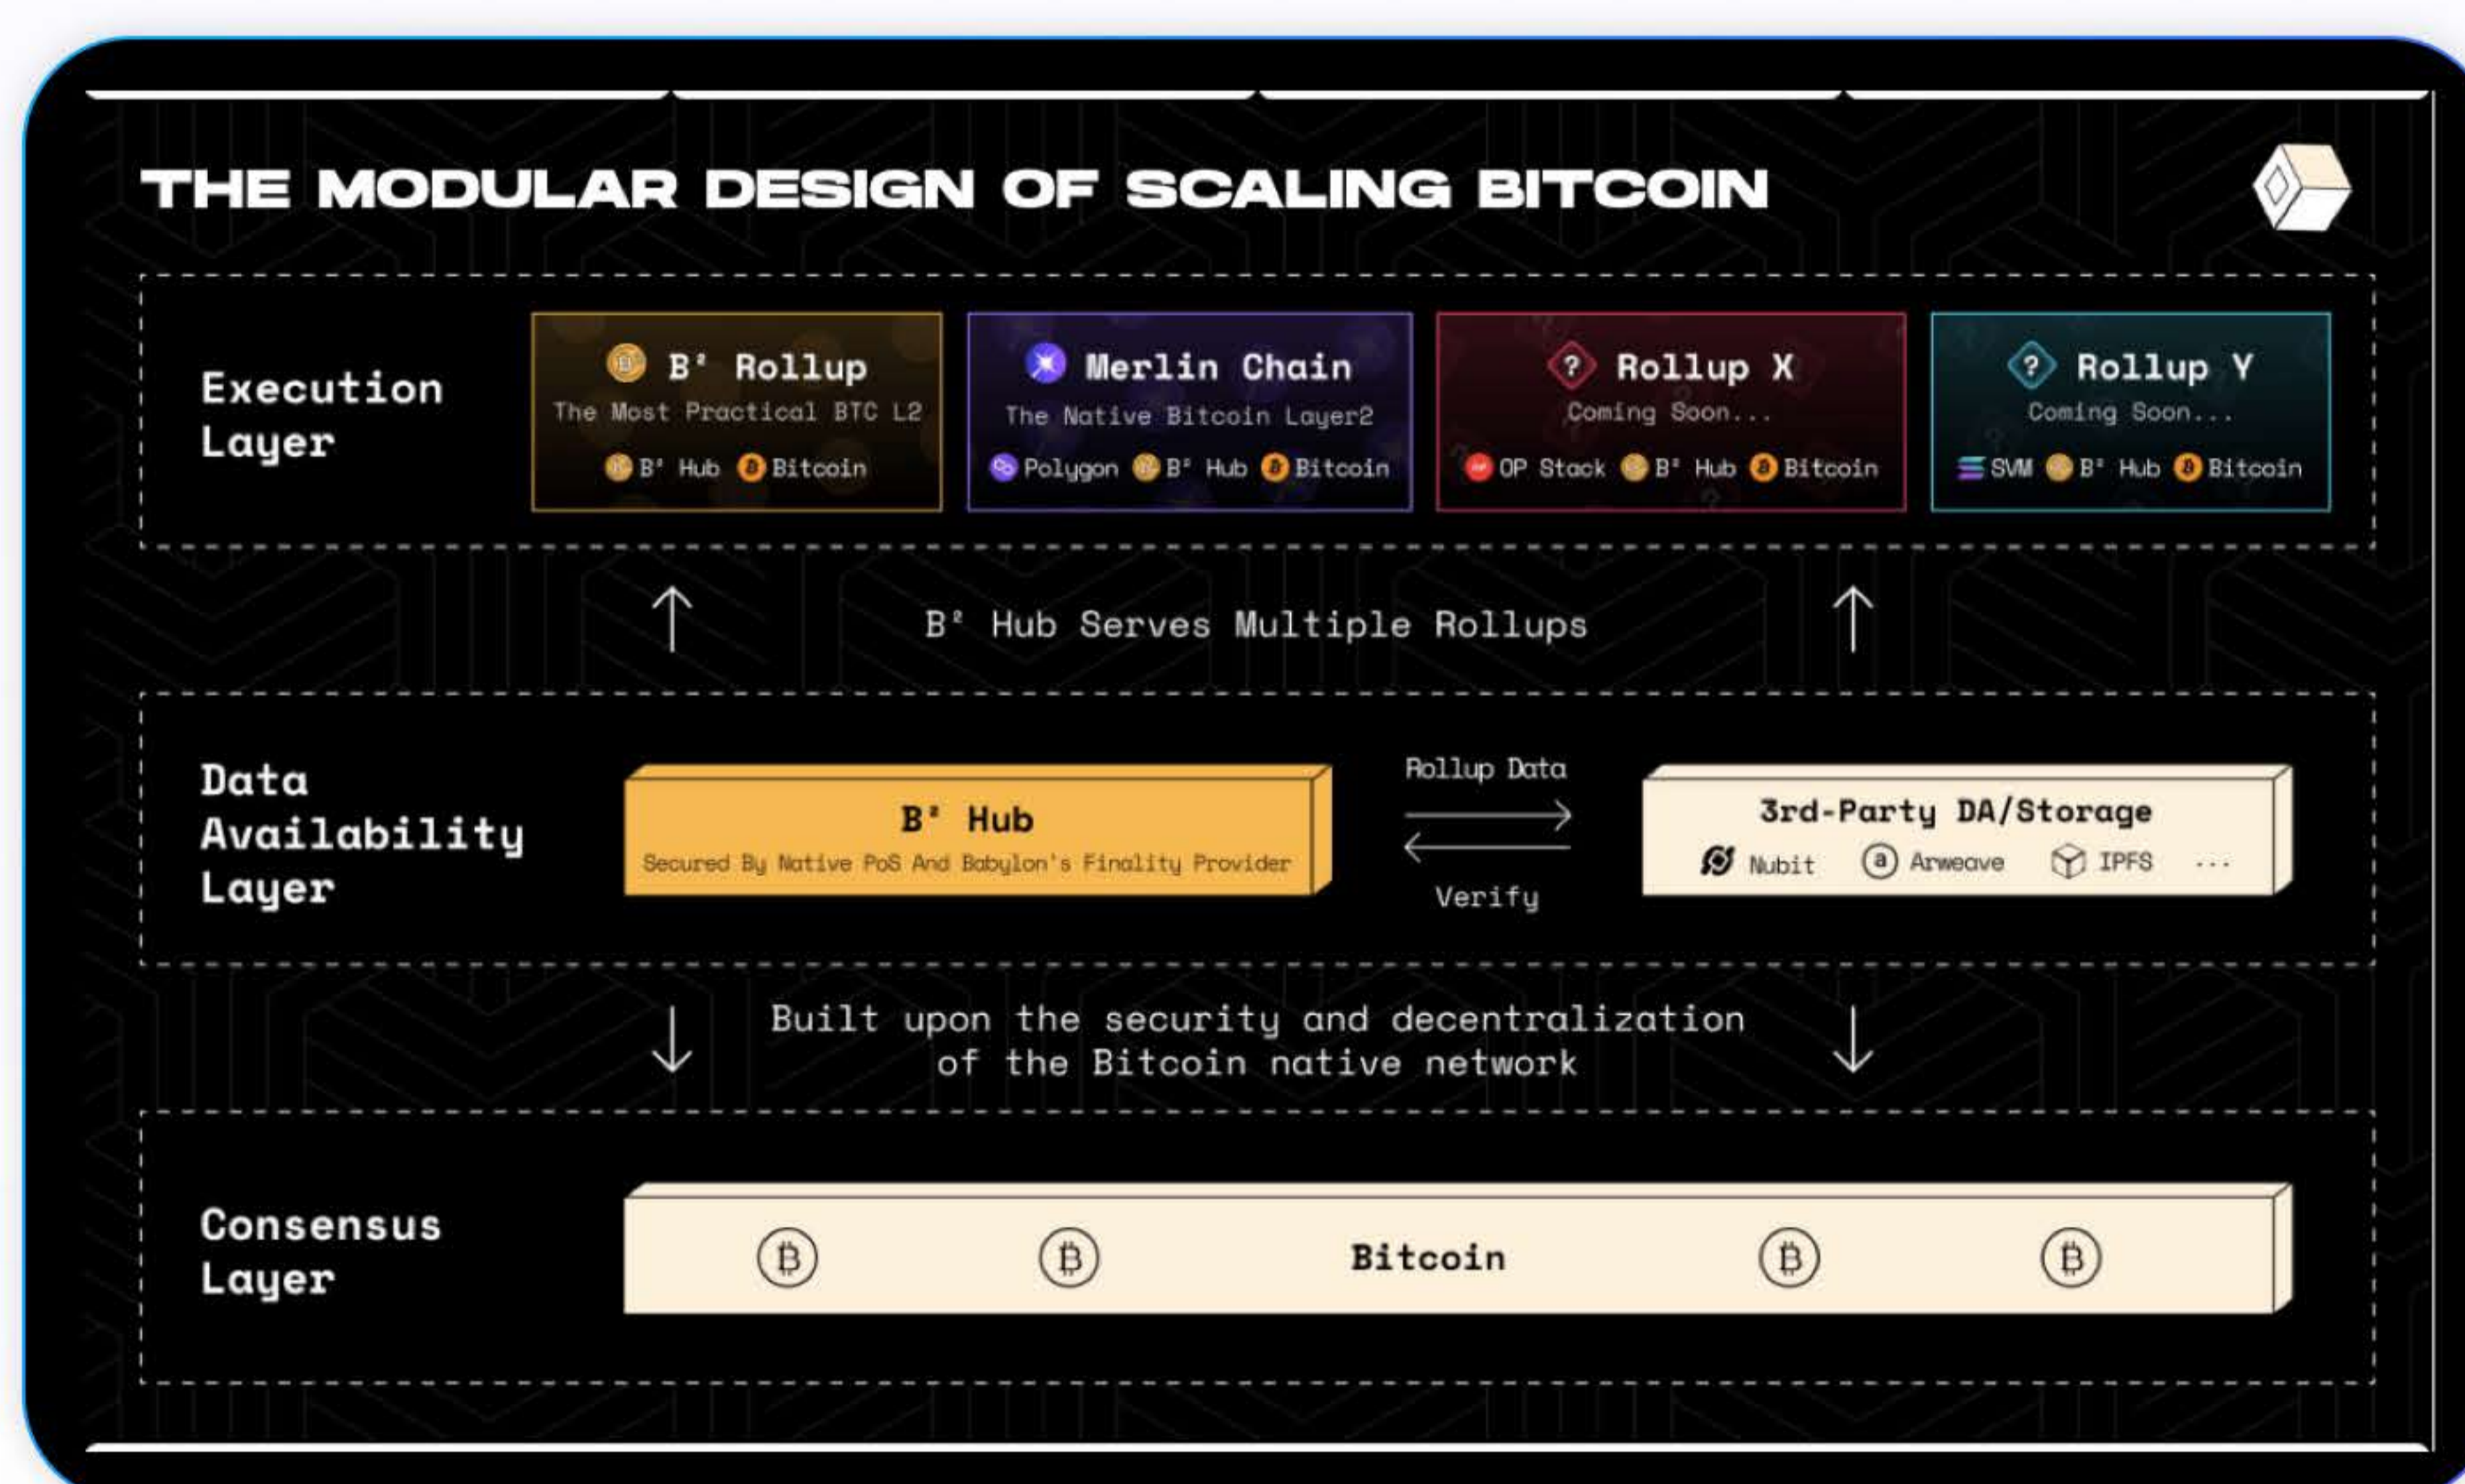 THE MODULAR DESIGN OF SCALING BITCOIN
Execution
Layer
B² Rollup
The Most Practical BTC L2
B² Hub Bitcoin
Merlin Chain
The Native Bitcoin Layer2
Polygon B² Hub Bitcoin
? Rollup X
Coming Soon...
OP Stack B² Hub Bitcoin
? Rollup Y
Coming Soon...
SVM B² Hub Bitcoin
B² Hub Serves Multiple Rollups
Data
Availability
Layer
B² Hub
Secured By Native PoS And Babylon's Finality Provider
Rollup Data
Verify
3rd-Party DA/Storage
Nubit a Arweave IPFS ...
Built upon the security and decentralization
of the Bitcoin native network
Consensus
Layer
Bitcoin